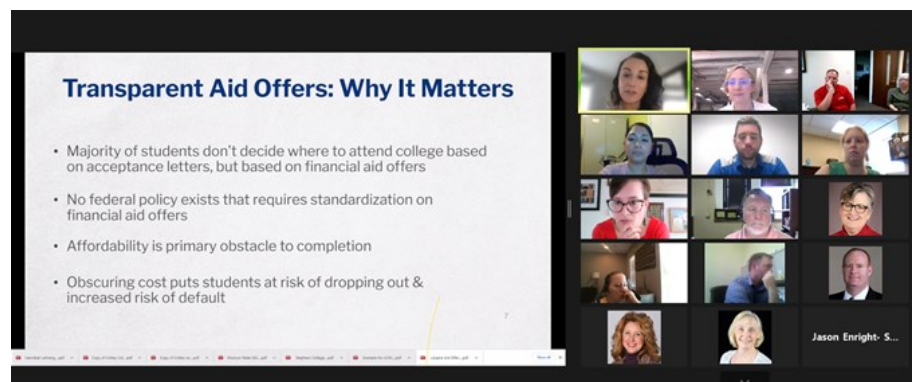 Transparent Aid Offers: Why It Matters
• Majority of students don't decide where to attend college based
on acceptance letters, but based on financial aid offers
• No federal policy exists that requires standardization on
financial aid offers
• Affordability is primary obstacle to completion
• Obscuring cost puts students at risk of dropping out &
increased risk of default
7
Jason Enright- S...